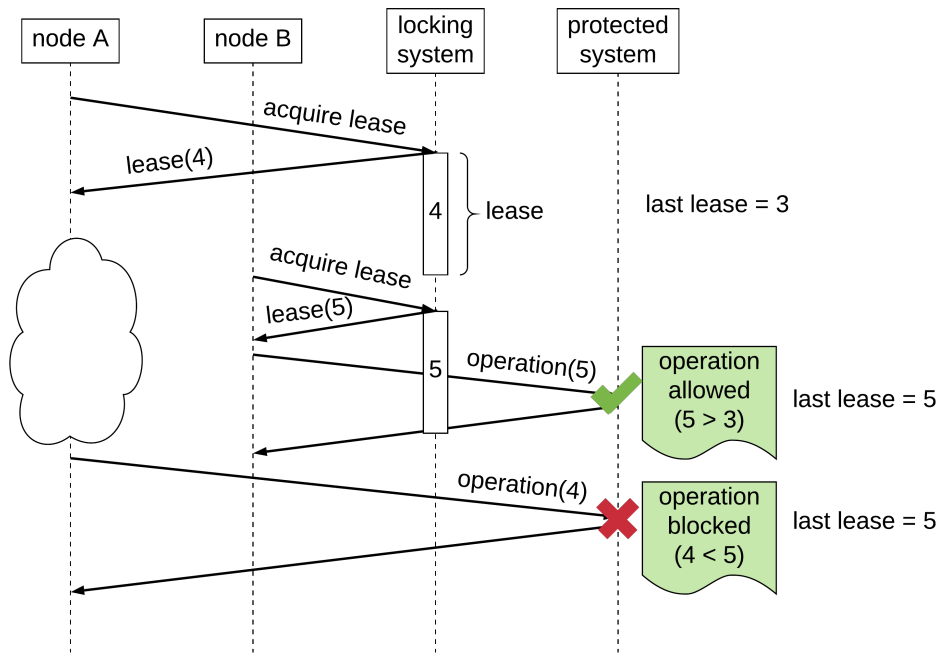 node A
node B
locking
system
protected
system
acquire lease
lease(4)
4
lease
last lease = 3
acquire lease
lease(5)
5
operation(5)
operation
allowed
(5 > 3)
last lease = 5
operation(4)
operation
blocked
(4 < 5)
last lease = 5